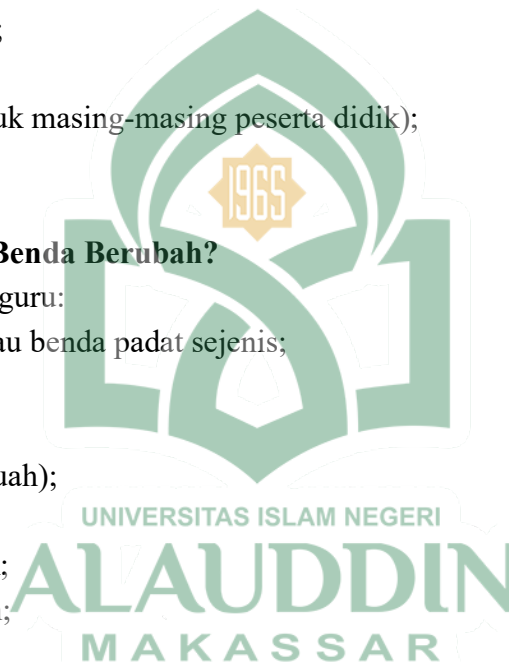 ;
uk masing-masing peserta didik);
1965
Benda Berubah?
guru:
au benda padat sejenis;
uah);
UNIVERSITAS ISLAM NEGERI
;
ALAUDDIN
;
MAKASSAR